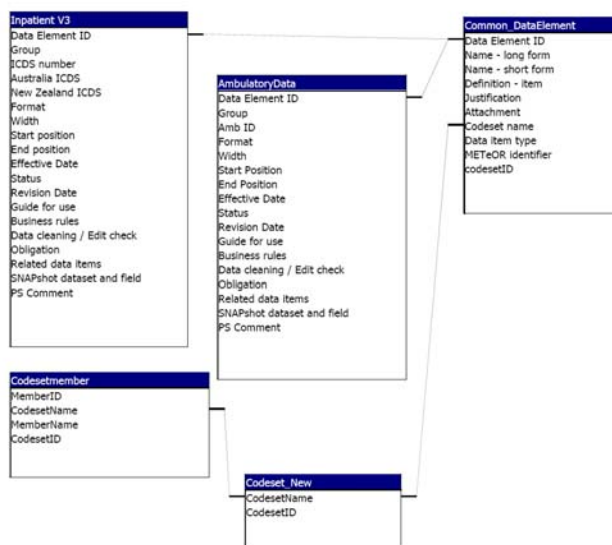 Inpatient V3
Data Element ID
Group
ICDS number
Australia ICDS
New Zealand ICDS
Format
Width
Start position
End position
Effective Date
Status
Revision Date
Guide for use
Business rules
Data cleaning / Edit check
Obligation
Related data items
SNAPshot dataset and field
PS Comment
AmbulatoryData
Data Element ID
Group
Amb ID
Format
Width
Start Position
End Position
Effective Date
Status
Revision Date
Guide for use
Business rules
Data cleaning / Edit check
Obligation
Related data items
SNAPshot dataset and field
PS Comment
Common_DataElement
Data Element ID
Name - long form
Name - short form
Definition - item
Justification
Attachment
Codeset name
Data item type
METeOR identifier
codesetID
Codesetmember
MemberID
CodesetName
MemberName
CodesetID
Codeset_New
CodesetName
CodesetID